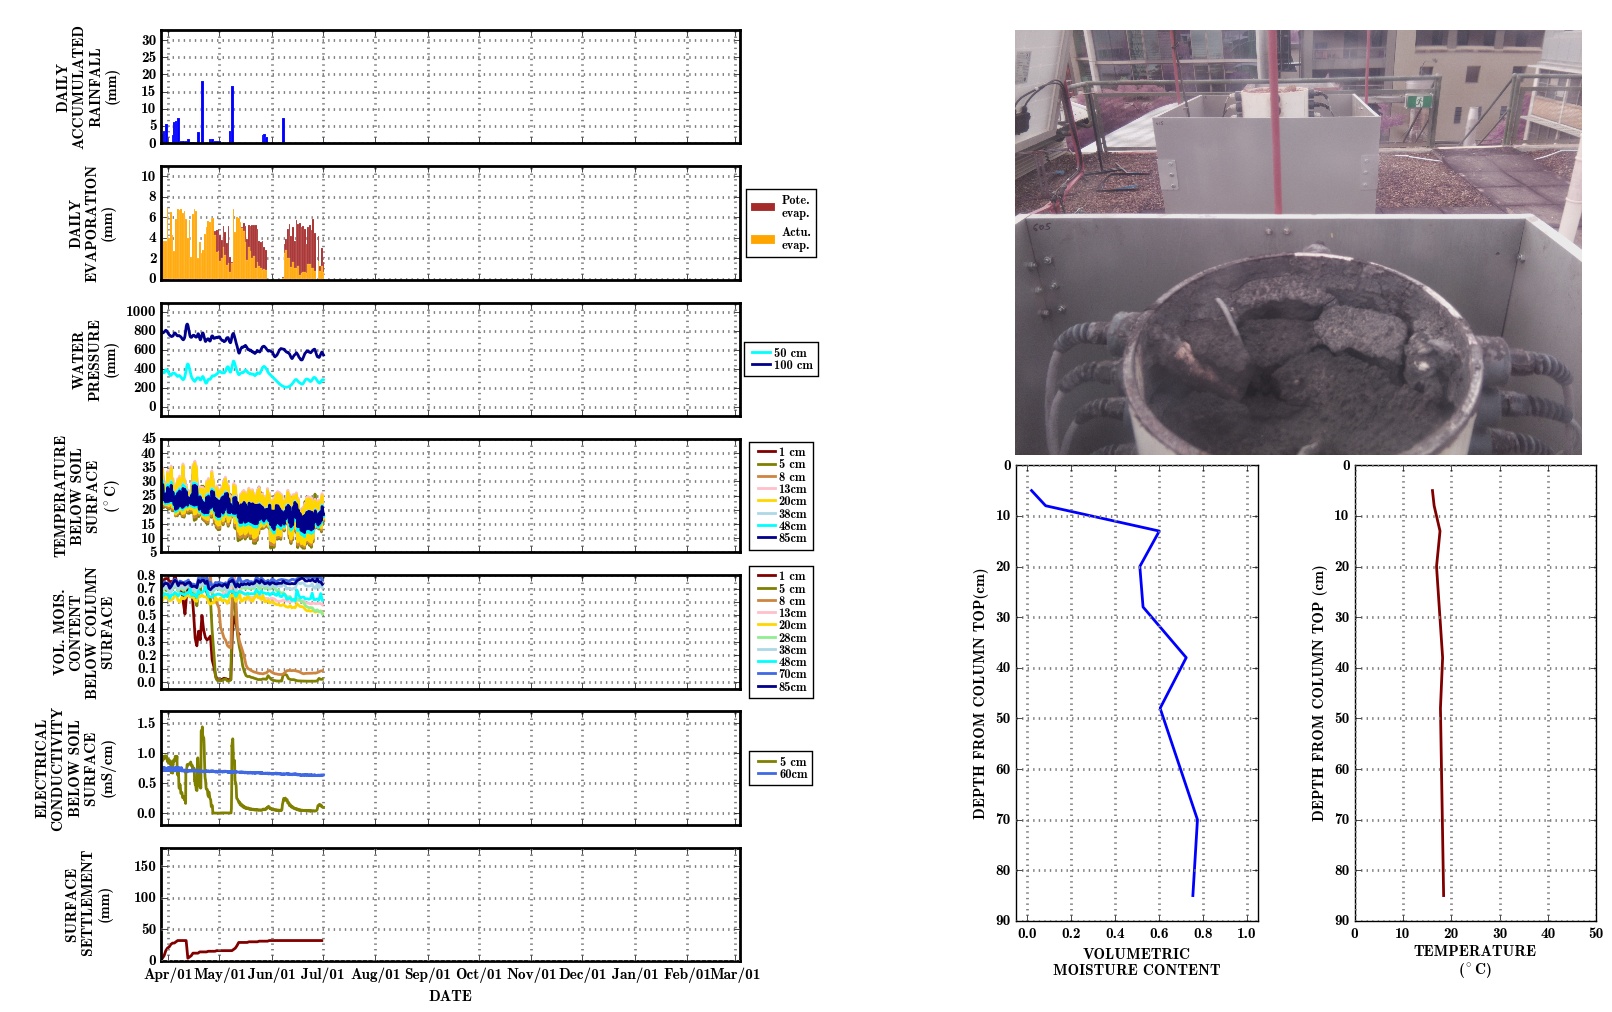 DAILY
ACCUMULATED
RAINFALL
(mm)
30
25
20
15
10
5
0
DAILY
EVAPORATION
(mm)
10
8
6
4
2
0
Pote.
evap.
Actu.
evap.
WATER
PRESSURE
(mm)
1000
800
600
400
200
0
50 cm
100 cm
TEMPERATURE
BELOW SOIL
SURFACE
(°C)
45
40
35
30
25
20
15
10
5
1 cm
5 cm
8 cm
13cm
20cm
38cm
48cm
85cm
VOL. MOIS.
CONTENT
BELOW COLUMN
SURFACE
0.8
0.7
0.6
0.5
0.4
0.3
0.2
0.1
0.0
1 cm
5 cm
8 cm
13cm
20cm
28cm
38cm
48cm
70cm
85cm
ELECTRICAL
CONDUCTIVITY
BELOW SOIL
SURFACE
(mS/cm)
1.5
1.0
0.5
0.0
5 cm
60cm
SURFACE
SETTLEMENT
(mm)
150
100
50
0
Apr/01 May/01 Jun/01 Jul/01 Aug/01 Sep/01 Oct/01 Nov/01 Dec/01 Jan/01 Feb/01 Mar/01
DATE
DEPTH FROM COLUMN TOP(cm)
0
10
20
30
40
50
60
70
80
90
0.0 0.2 0.4 0.6 0.8 1.0
VOLUMETRIC
MOISTURE CONTENT
DEPTH FROM COLUMN TOP (cm)
0
10
20
30
40
50
60
70
80
90
0 10 20 30 40 50
TEMPERATURE
(°C)